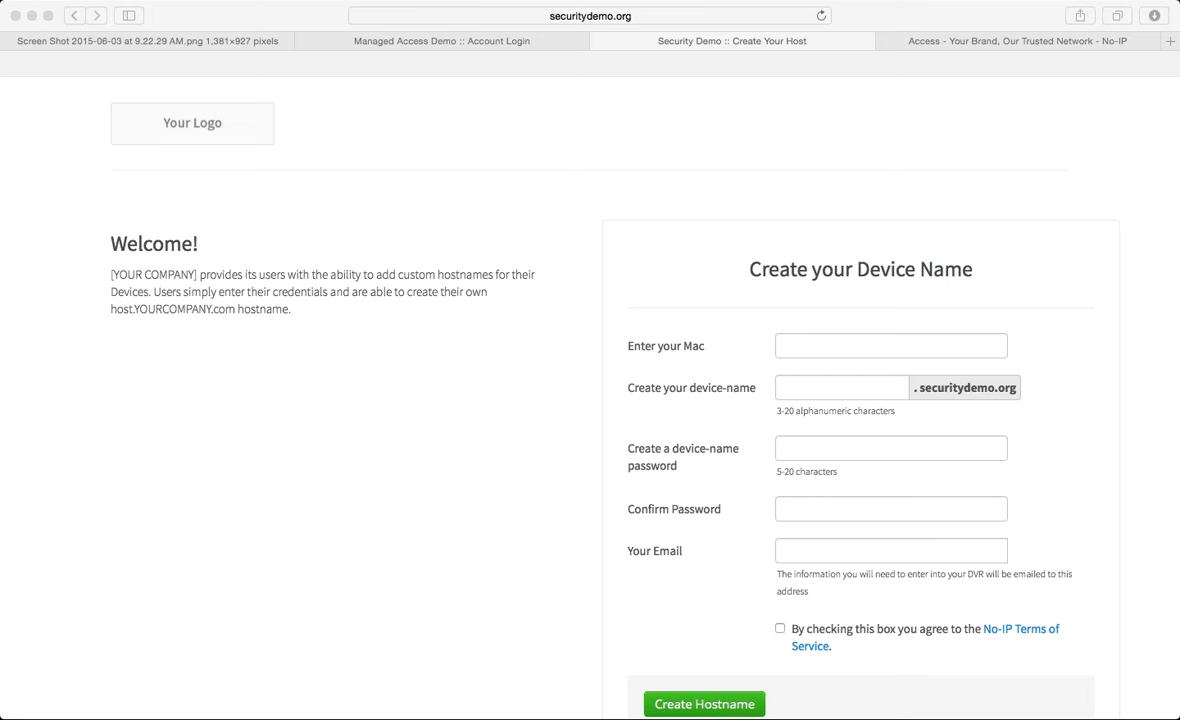 securitydemo.org
Screen Shot 2015-06-03 at 9.22.29 AM.png 1,381×927 pixels
Managed Access Demo :: Account Login
Security Demo :: Create Your Host
Access - Your Brand, Our Trusted Network - No-IP
Your Logo
Welcome!
[YOUR COMPANY] provides its users with the ability to add custom hostnames for their
Devices. Users simply enter their credentials and are able to create their own
host.YOURCOMPANY.com hostname.
Create your Device Name
Enter your Mac
Create your device-name
. securitydemo.org
3-20 alphanumeric characters
Create a device-name
password
5-20 characters
Confirm Password
Your Email
The information you will need to enter into your DVR will be emailed to this
address
By checking this box you agree to the No-IP Terms of
Service.
Create Hostname